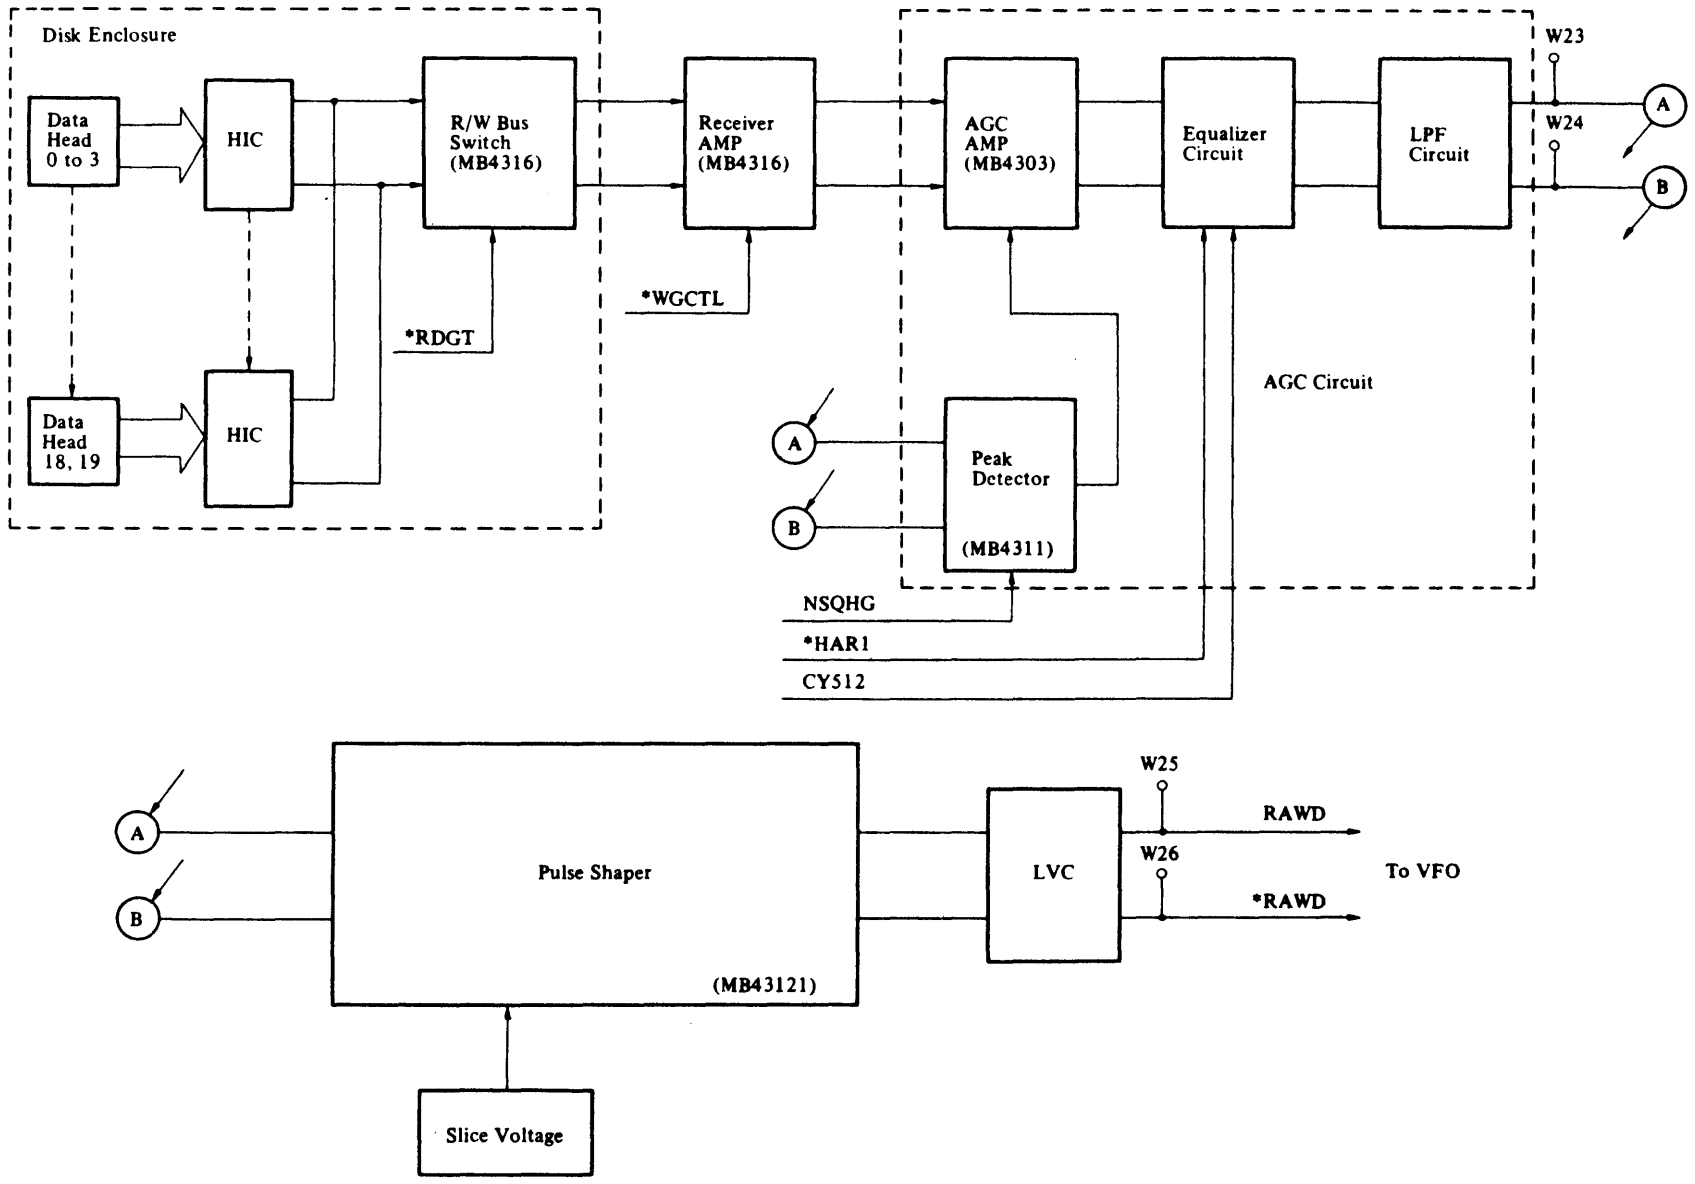 Disk Enclosure
Data
Head
0 to 3
HIC
R/W Bus
Switch
(MB4316)
*RDGT
Data
Head
18, 19
HIC
Receiver
AMP
(MB4316)
*WGCTL
AGC
AMP
(MB4303)
Equalizer
Circuit
LPF
Circuit
W23
A
W24
B
AGC Circuit
A
B
Peak
Detector
(MB4311)
NSQHG
*HAR1
CY512
A
B
Pulse Shaper
(MB43121)
LVC
W25
RAWD
W26
*RAWD
To VFO
Slice Voltage